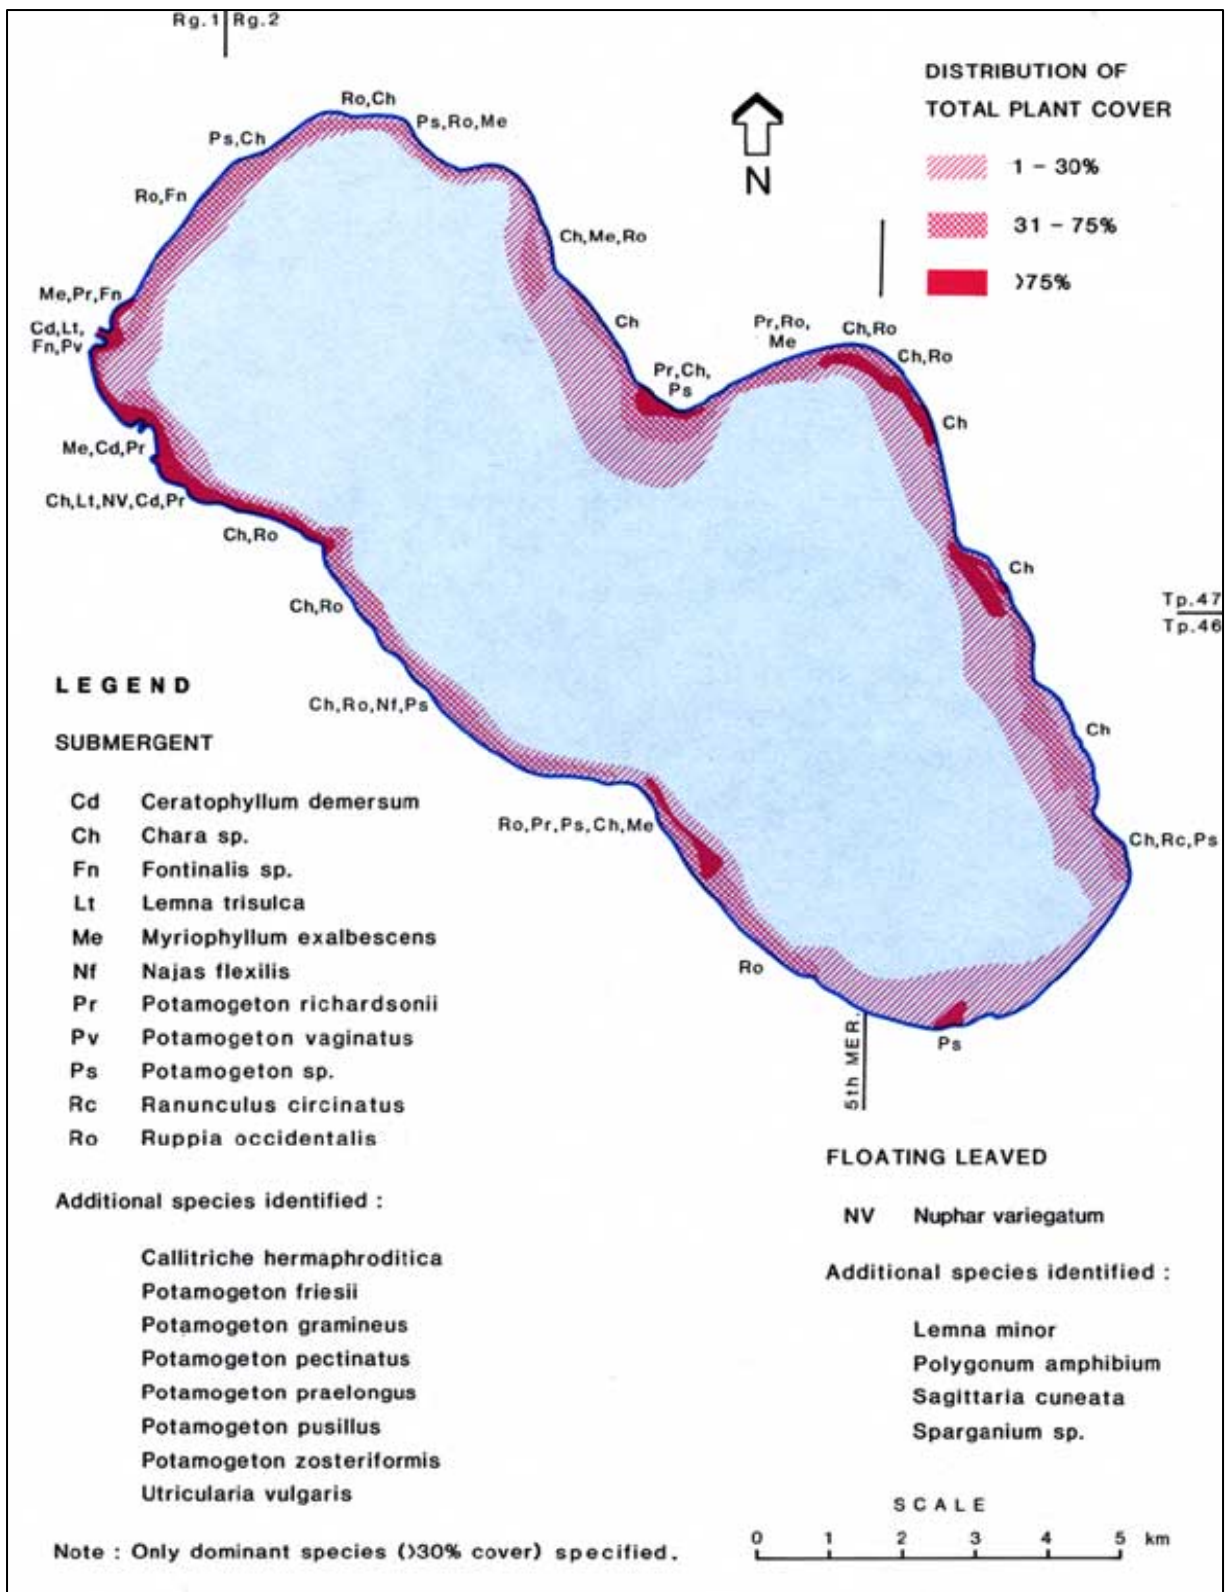 Rg.1 Rg.2
DISTRIBUTION OF
TOTAL PLANT COVER
1 - 30%
31 - 75%
>75%
N
Ro,Ch
Ps,Ro,Me
Ps,Ch
Ro,Fn
Ch,Me,Ro
Me,Pr,Fn
Cd,Lt,
Fn,Pv
Ch
Pr,Ro,
Me
Ch,Ro
Ch,Ro
Pr,Ch,
Ps
Ch
Me,Cd,Pr
Ch,Lt,NV,Cd,Pr
Ch,Ro
Ch
Ch,Ro
Tp.47
Tp.46
Ch,Ro,Nf,Ps
Ch
Ro,Pr,Ps,Ch,Me
Ch,Rc,Ps
Ro
Ps
5th MER.
LEGEND
SUBMERGENT
Cd Ceratophyllum demersum
Ch Chara sp.
Fn Fontinalis sp.
Lt Lemna trisulca
Me Myriophyllum exalbescens
Nf Najas flexilis
Pr Potamogeton richardsonii
Pv Potamogeton vaginatus
Ps Potamogeton sp.
Rc Ranunculus circinatus
Ro Ruppia occidentalis
Additional species identified :
Callitriche hermaphroditica
Potamogeton friesii
Potamogeton gramineus
Potamogeton pectinatus
Potamogeton praelongus
Potamogeton pusillus
Potamogeton zosteriformis
Utricularia vulgaris
Note : Only dominant species (>30% cover) specified.
FLOATING LEAVED
NV Nuphar variegatum
Additional species identified :
Lemna minor
Polygonum amphibium
Sagittaria cuneata
Sparganium sp.
SCALE
0 1 2 3 4 5 km